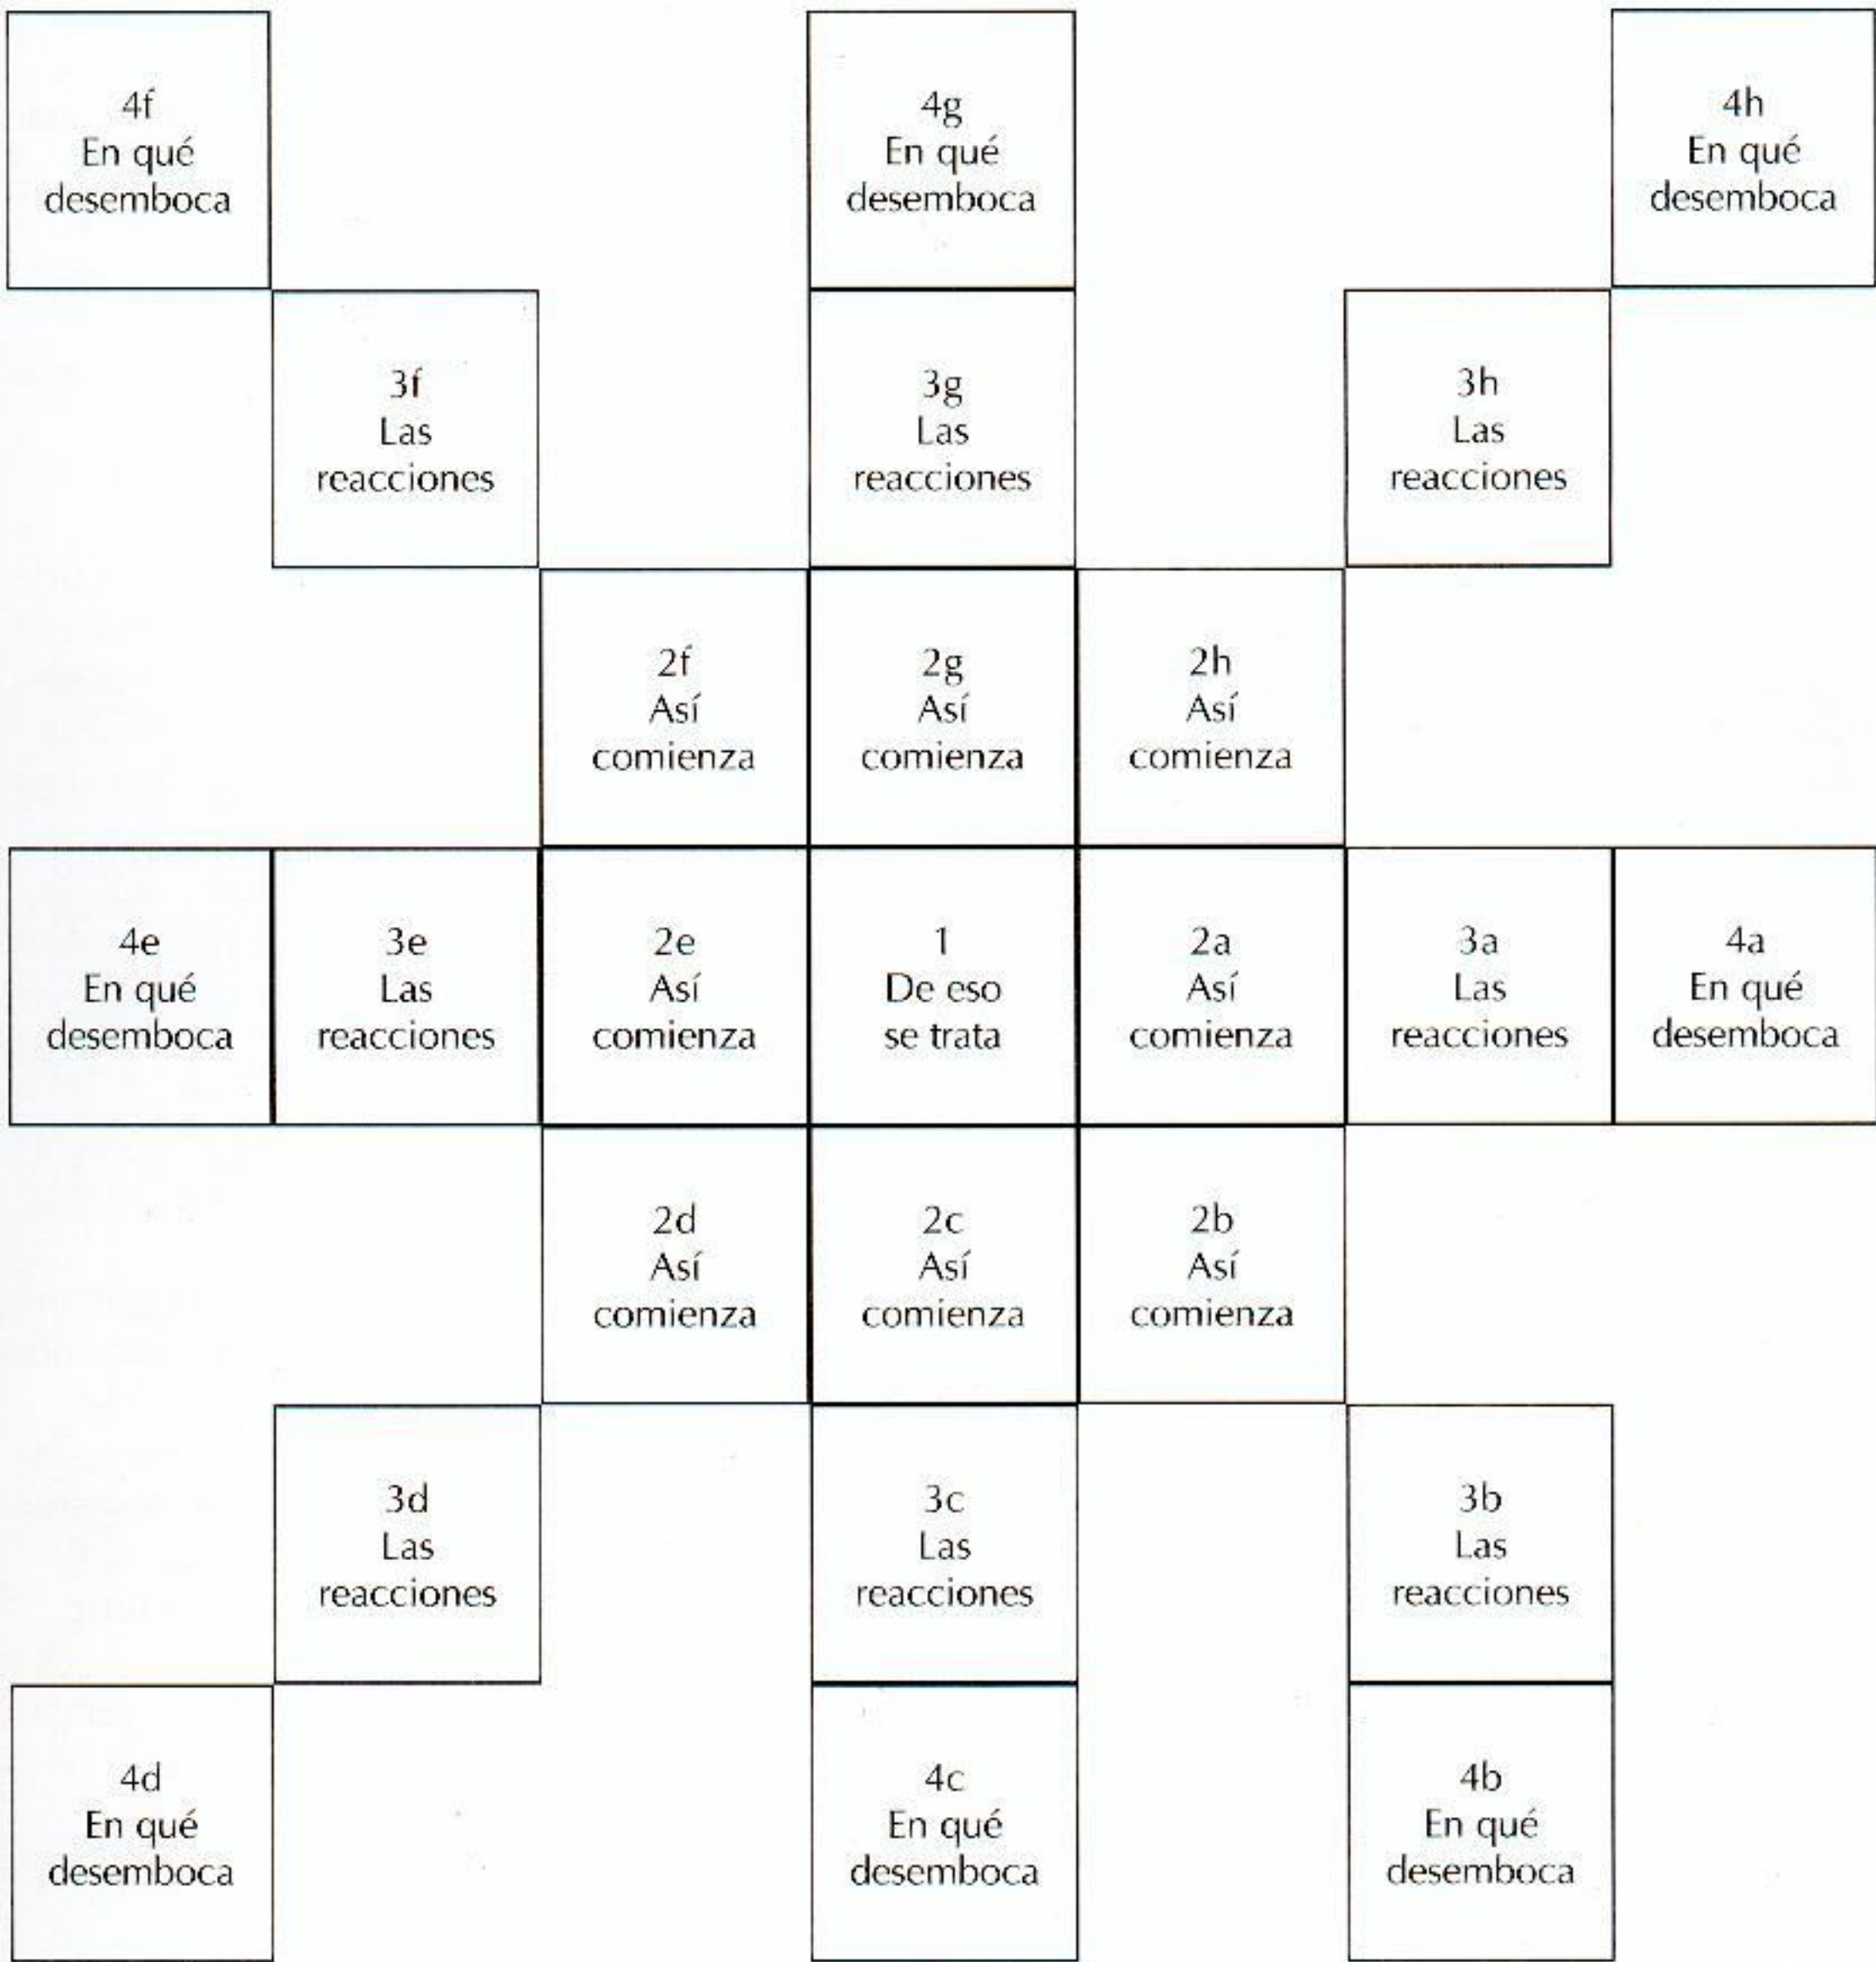 4f
En qué
desemboca
4g
En qué
desemboca
4h
En qué
desemboca
3f
Las
reacciones
3g
Las
reacciones
3h
Las
reacciones
2f
Así
comienza
2g
Así
comienza
2h
Así
comienza
4e
En qué
desemboca
3e
Las
reacciones
2e
Así
comienza
1
De eso
se trata
2a
Así
comienza
3a
Las
reacciones
4a
En qué
desemboca
2d
Así
comienza
2c
Así
comienza
2b
Así
comienza
3d
Las
reacciones
3c
Las
reacciones
3b
Las
reacciones
4d
En qué
desemboca
4c
En qué
desemboca
4b
En qué
desemboca